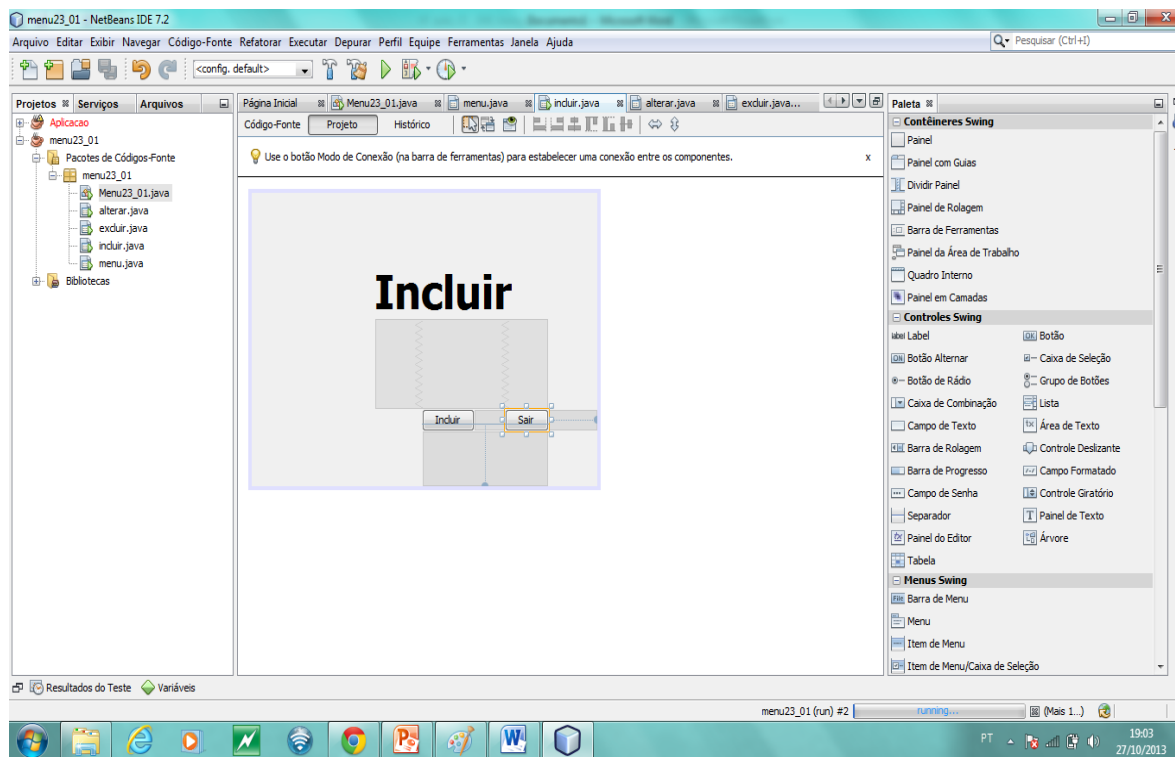 menu23_01 - NetBeans IDE 7.2
Arquivo Editar Exibir Navegar Código-Fonte Refatorar Executar Depurar Perfil Equipe Ferramentas Janela Ajuda
Pesquisar (Ctrl+I)
<config. default>
Projetos Serviços Arquivos
Aplicacao
menu23_01
Pacotes de Códigos-Fonte
menu23_01
Menu23_01.java
alterar.java
excluir.java
incluir.java
menu.java
Bibliotecas
Página Inicial Menu23_01.java menu.java incluir.java alterar.java excluir.java...
Código-Fonte Projeto Histórico
Use o botão Modo de Conexão (na barra de ferramentas) para estabelecer uma conexão entre os componentes. x
Incluir
Incluir Sair
Paleta
Contêineres Swing
Painel
Painel com Guias
Dividir Painel
Painel de Rolagem
Barra de Ferramentas
Painel da Área de Trabalho
Quadro Interno
Painel em Camadas
Controles Swing
label Label OK Botão
ON Botão Alternar Caixa de Seleção
Botão de Rádio Grupo de Botões
Caixa de Combinação Lista
Campo de Texto Área de Texto
Barra de Rolagem Controle Deslizante
Barra de Progresso Campo Formatado
Campo de Senha Controle Giratório
Separador Painel de Texto
Painel do Editor Árvore
Tabela
Menus Swing
Barra de Menu
Menu
Item de Menu
Item de Menu/Caixa de Seleção
Resultados do Teste Variáveis
menu23_01 (run) #2 running... (Mais 1...)
PT 19:03
27/10/2013